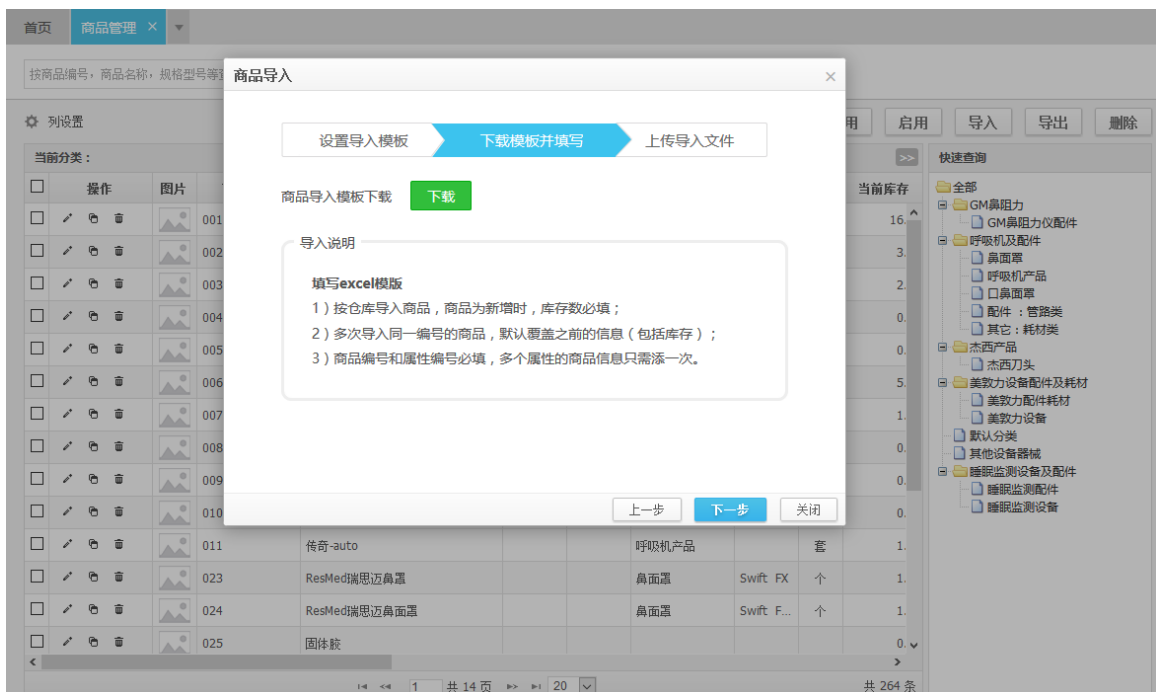 首页
商品管理 ×
按商品编号，商品名称，规格型号等
商品导入
×
列设置
用
启用
导入
导出
删除
设置导入模板
下载模板并填写
上传导入文件
当前分类：
>>
快速查询
操作
图片
当前库存
商品导入模板下载
下载
导入说明
填写excel模版
1）按仓库导入商品，商品为新增时，库存数必填；
2）多次导入同一编号的商品，默认覆盖之前的信息（包括库存）；
3）商品编号和属性编号必填，多个属性的商品信息只需添一次。
上一步
下一步
关闭
001 16.
002 3.
003 2.
004 0.
005 0.
006 5.
007 1.
008 0.
009 0.
010 0.
011 传奇-auto 呼吸机产品 套 1.
023 ResMed瑞思迈鼻罩 鼻面罩 Swift FX 个 1.
024 ResMed瑞思迈鼻面罩 鼻面罩 Swift F... 个 1.
025 固体胶 0.
1 共 14 页 20
共 264 条
全部
GM鼻阻力
GM鼻阻力仪配件
呼吸机及配件
鼻面罩
呼吸机产品
口鼻面罩
配件 ：管路类
其它：耗材类
杰西产品
杰西刀头
美敦力设备配件及耗材
美敦力配件耗材
美敦力设备
默认分类
其他设备器械
睡眠监测设备及配件
睡眠监测配件
睡眠监测设备